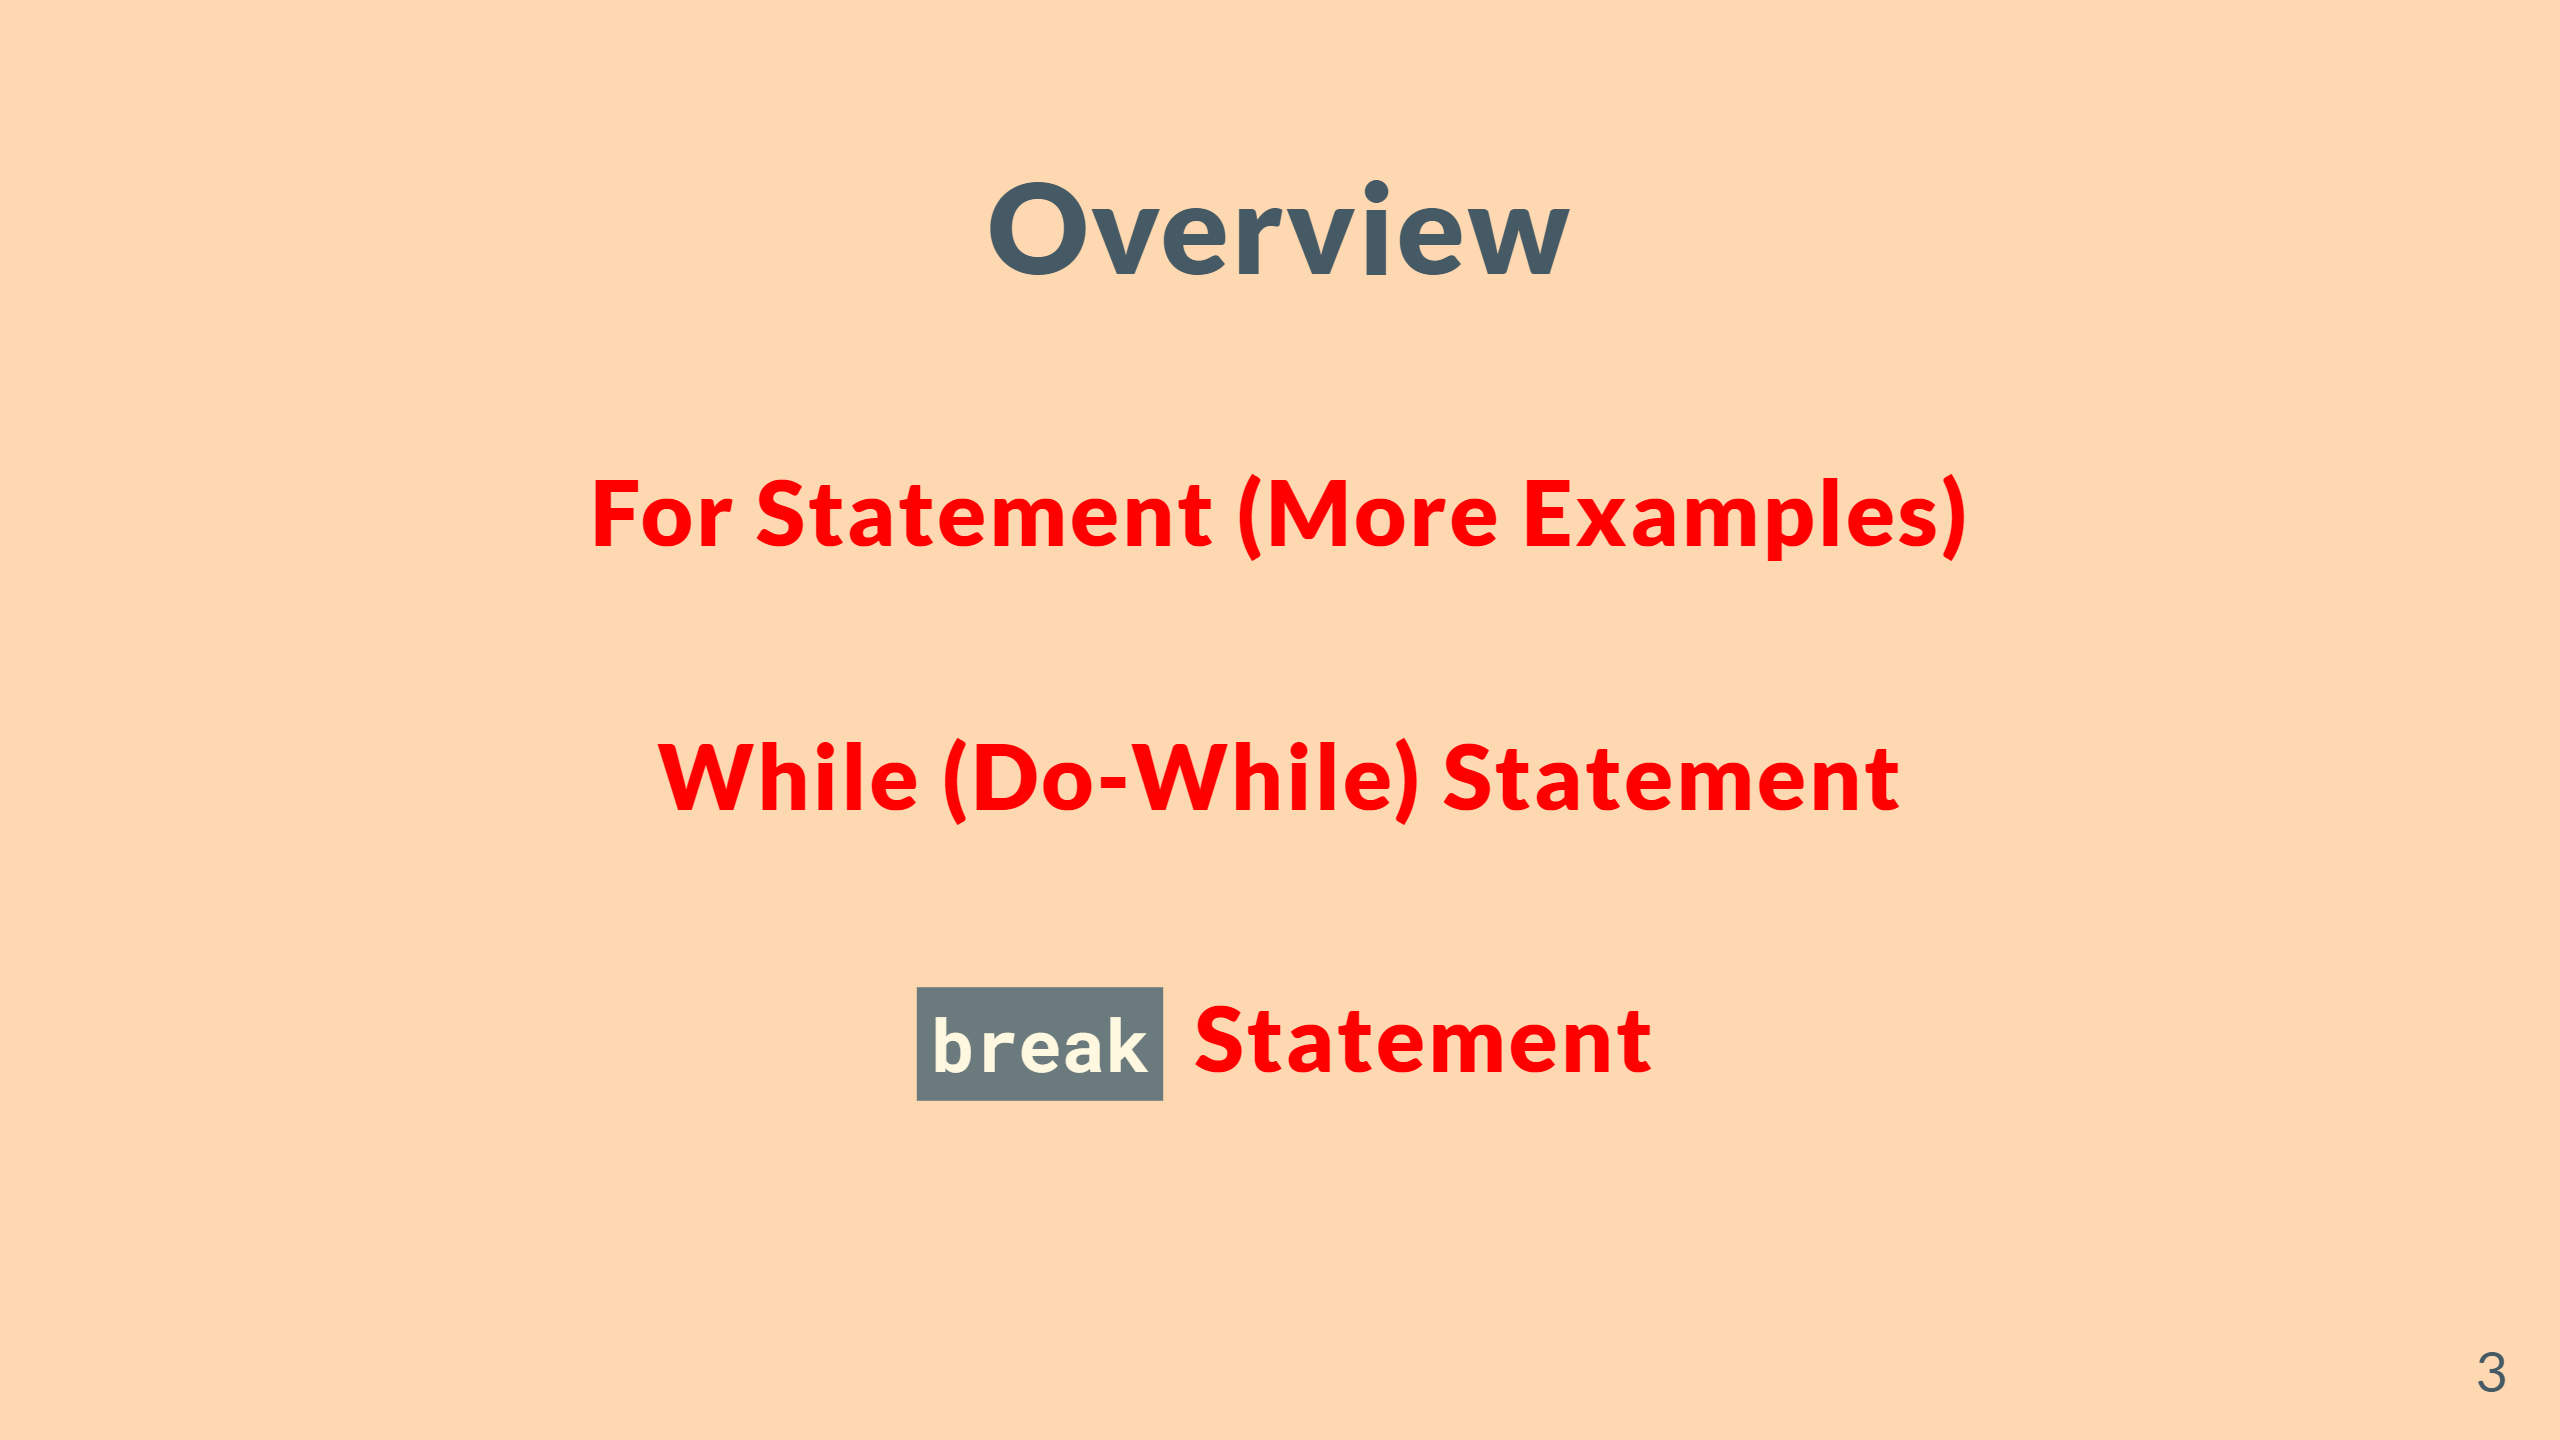 Overview
For Statement (More Examples)
While (Do-While) Statement
break Statement
3